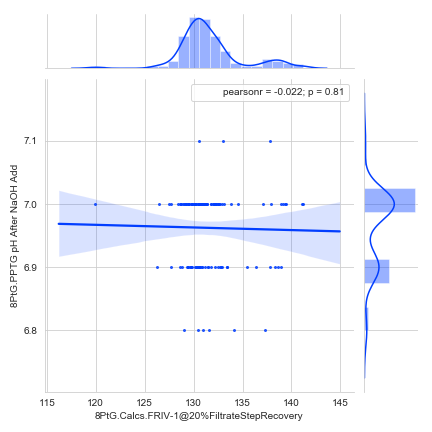 pearsonr = -0.022; p = 0.81
7.1
7.0
6.9
6.8
8PtG.PPTG pH After NaOH Add
115 120 125 130 135 140 145
8PtG.Calcs.FRIV-1@20%FiltrateStepRecovery